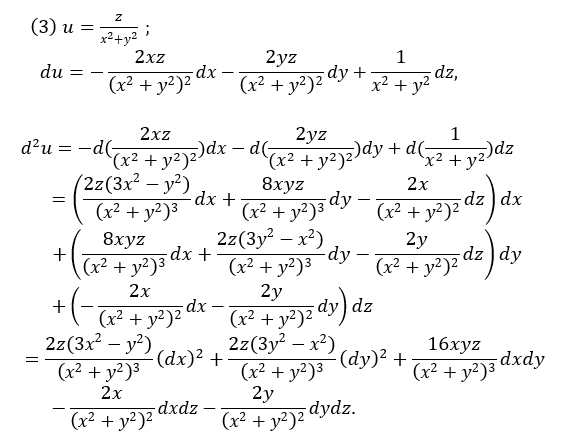 (3) u = z/(x²+y²) ;
du = − 2xz/(x² + y²)² dx − 2yz/(x² + y²)² dy + 1/(x² + y²) dz,
d²u = −d(2xz/(x² + y²)²)dx − d(2yz/(x² + y²)²)dy + d(1/(x² + y²))dz
= (2z(3x² − y²)/(x² + y²)³ dx + 8xyz/(x² + y²)³ dy − 2x/(x² + y²)² dz) dx
+ (8xyz/(x² + y²)³ dx + 2z(3y² − x²)/(x² + y²)³ dy − 2y/(x² + y²)² dz) dy
+ (− 2x/(x² + y²)² dx − 2y/(x² + y²)² dy) dz
= 2z(3x² − y²)/(x² + y²)³ (dx)² + 2z(3y² − x²)/(x² + y²)³ (dy)² + 16xyz/(x² + y²)³ dxdy
− 2x/(x² + y²)² dxdz − 2y/(x² + y²)² dydz.